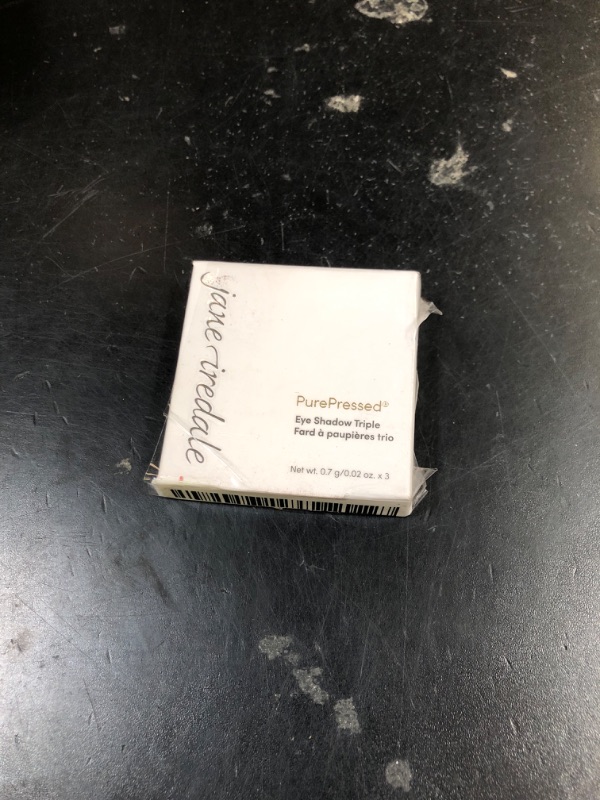 jane iredale
PurePressed®
Eye Shadow Triple
Fard à paupières trio
Net wt. 0.7 g/0.02 oz. x 3